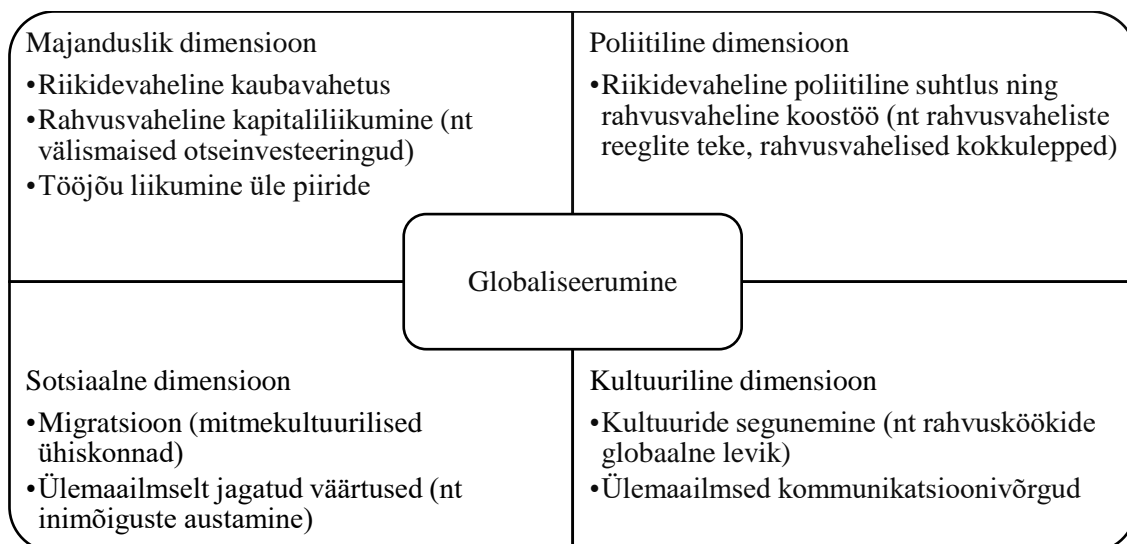 Majanduslik dimensioon
•Riikidevaheline kaubavahetus
•Rahvusvaheline kapitaliliikumine (nt
välismaised otseinvesteeringud)
•Tööjõu liikumine üle piiride
Poliitiline dimensioon
•Riikidevaheline poliitiline suhtlus ning
rahvusvaheline koostöö (nt rahvusvaheliste
reeglite teke, rahvusvahelised kokkulepped)
Globaliseerumine
Sotsiaalne dimensioon
•Migratsioon (mitmekultuurilised
ühiskonnad)
•Ülemaailmselt jagatud väärtused (nt
inimõiguste austamine)
Kultuuriline dimensioon
•Kultuuride segunemine (nt rahvusköökide
globaalne levik)
•Ülemaailmsed kommunikatsioonivõrgud